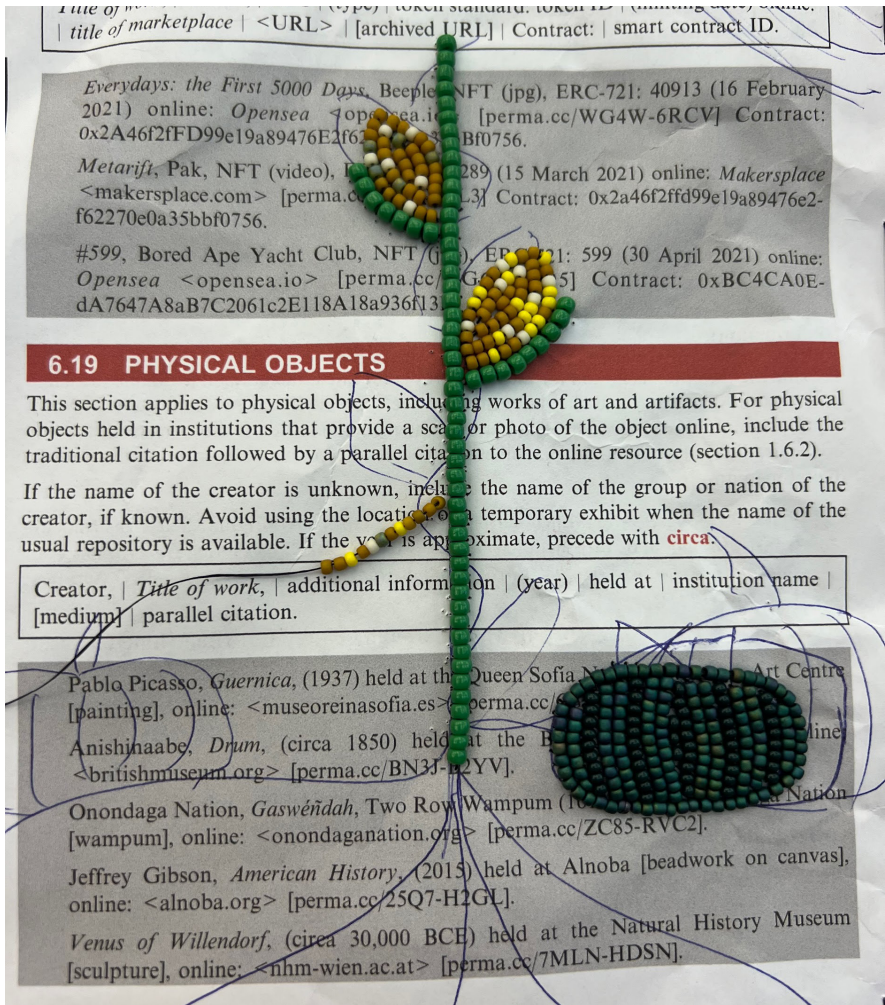 title of marketplace | <URL> | [archived URL] | Contract: | smart contract ID.
Everydays: the First 5000 Days, Beeple NFT (jpg), ERC-721: 40913 (16 February
2021) online: Opensea [perma.cc/WG4W-6RCV] Contract:
0x2A46f2fFD99e19a89476E2f62 Bf0756.
Metarift, Pak, NFT (video), 289 (15 March 2021) online: Makersplace
<makersplace.com> [perma.c L3] Contract: 0x2a46f2ffd99e19a89476e2-
f62270e0a35bbf0756.
#599, Bored Ape Yacht Club, NFT 21: 599 (30 April 2021) online:
Opensea <opensea.io> [perma.cc/ 5] Contract: 0xBC4CA0E-
dA7647A8aB7C2061c2E118A18a936f13
6.19 PHYSICAL OBJECTS
This section applies to physical objects, including works of art and artifacts. For physical
objects held in institutions that provide a scan or photo of the object online, include the
traditional citation followed by a parallel citation to the online resource (section 1.6.2).
If the name of the creator is unknown, include the name of the group or nation of the
creator, if known. Avoid using the location of a temporary exhibit when the name of the
usual repository is available. If the year is approximate, precede with circa.
Creator, | Title of work, | additional information | (year) | held at | institution name |
[medium] | parallel citation.
Pablo Picasso, Guernica, (1937) held at the Queen Sofía Art Centre
[painting], online: <museoreinasofia.es> [perma.cc/
Anishinaabe, Drum, (circa 1850) held at the
<britishmuseum.org> [perma.cc/BN3J- 2YV].
Onondaga Nation, Gaswéñdah, Two Row Wampum Nation
[wampum], online: <onondaganation.org> [perma.cc/ZC85-RVC2].
Jeffrey Gibson, American History, (2015) held at Alnoba [beadwork on canvas],
online: <alnoba.org> [perma.cc/25Q7-H2GL].
Venus of Willendorf, (circa 30,000 BCE) held at the Natural History Museum
[sculpture], online: <nhm-wien.ac.at> [perma.cc/7MLN-HDSN].